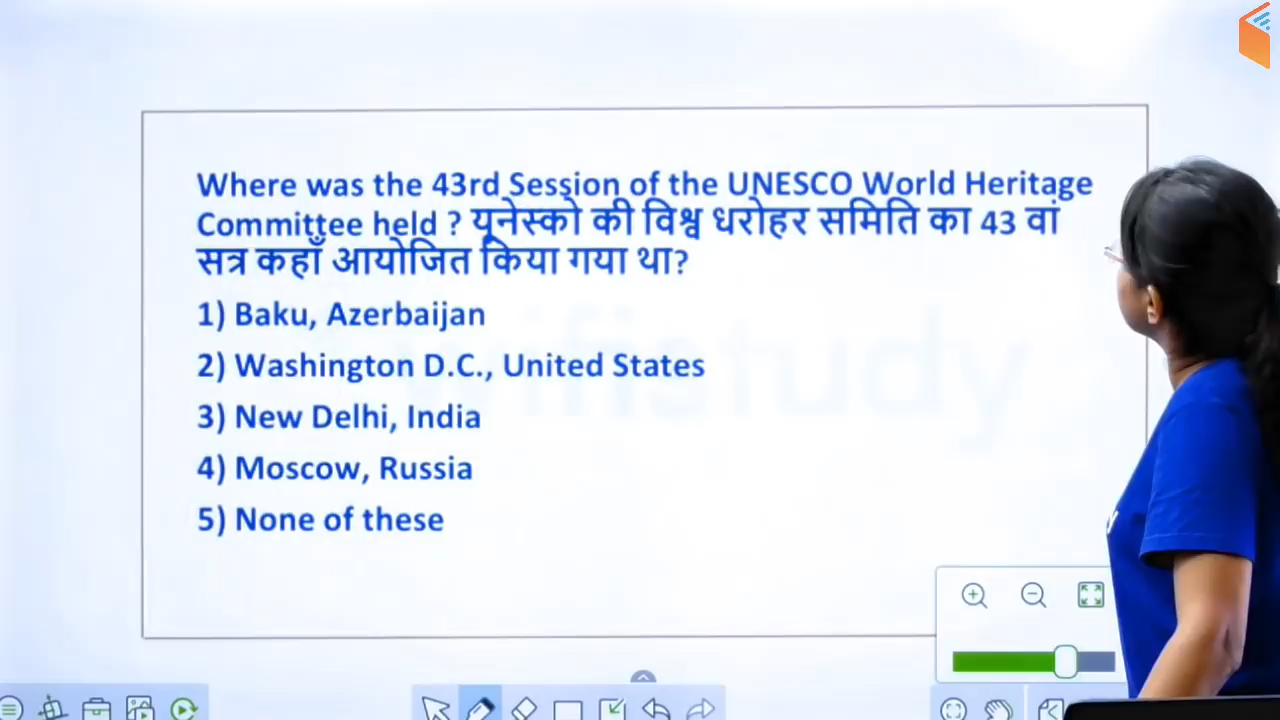 Where was the 43rd Session of the UNESCO World Heritage
Committee held ? यूनेस्को की विश्व धरोहर समिति का 43 वां
सत्र कहाँ आयोजित किया गया था?
1) Baku, Azerbaijan
2) Washington D.C., United States
3) New Delhi, India
4) Moscow, Russia
5) None of these
wifistudy